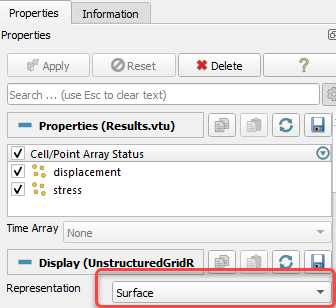 Properties Information
Properties
Apply Reset Delete ?
Search ... (use Esc to clear text)
Properties (Results.vtu)
Cell/Point Array Status
displacement
stress
Time Array None
Display (UnstructuredGridR
Representation Surface